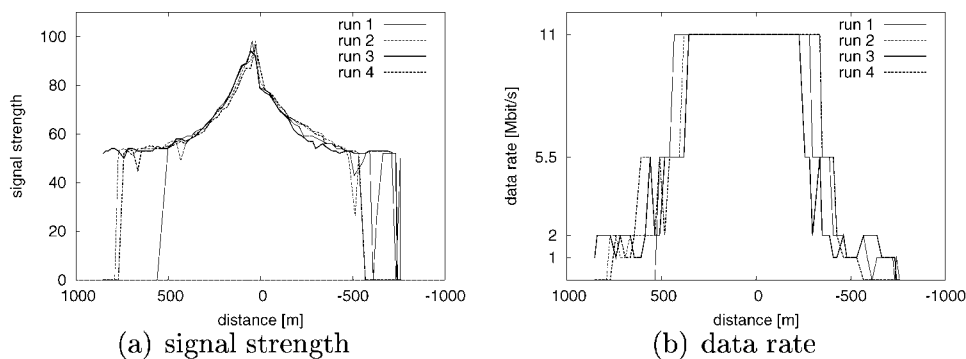 100
80
60
40
20
0
signal strength
run 1
run 2
run 3
run 4
1000 500 0 -500 -1000
distance [m]
(a) signal strength
11
5.5
2
1
data rate [Mbit/s]
run 1
run 2
run 3
run 4
1000 500 0 -500 -1000
distance [m]
(b) data rate